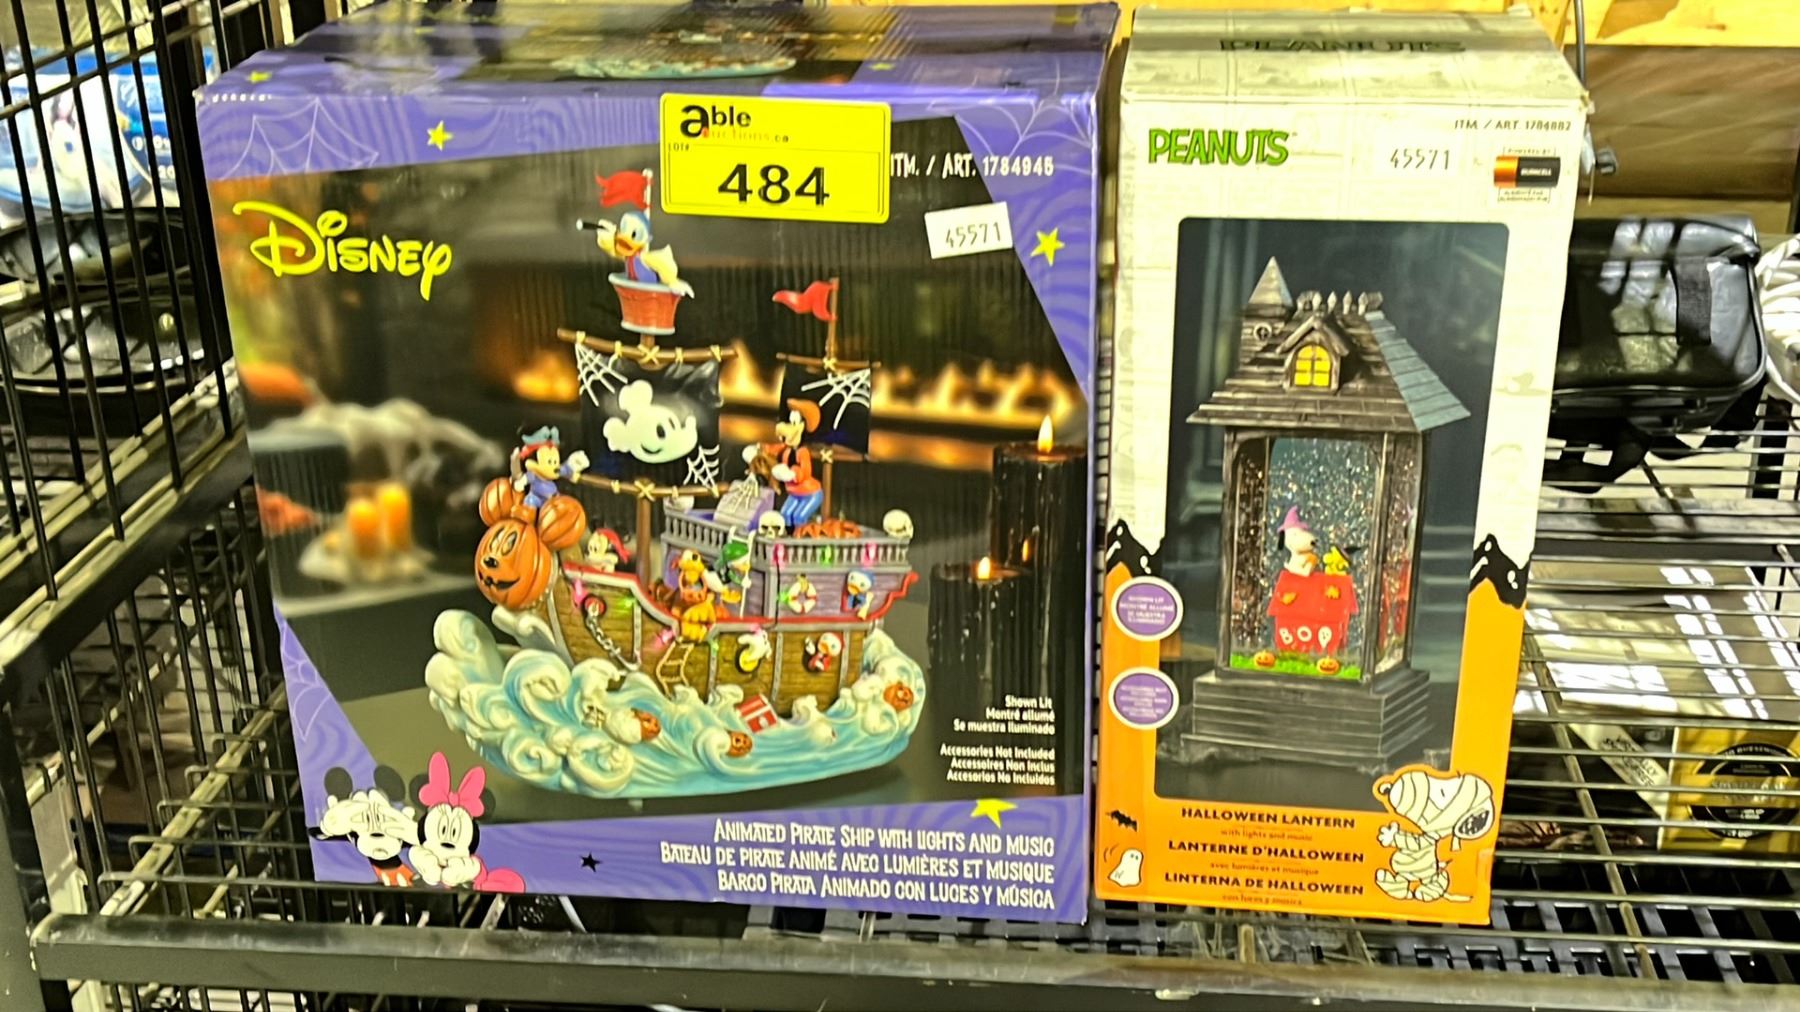 able
auctions.ca
LOT#
484
ITM. / ART. 1784945
45571
DISNEY
Shown Lit
Montré allumé
Se muestra iluminado
Accessories Not Included
Accessoires Non Inclus
Accesorios No Incluidos
ANIMATED PIRATE SHIP WITH LIGHTS AND MUSIC
BATEAU DE PIRATE ANIMÉ AVEC LUMIÈRES ET MUSIQUE
BARCO PIRATA ANIMADO CON LUCES Y MÚSICA
PEANUTS
PEANUTS
ITM. / ART. 1784882
45571
DURACELL
BOO
HALLOWEEN LANTERN
with lights and music
LANTERNE D'HALLOWEEN
avec lumières et musique
LINTERNA DE HALLOWEEN
con luces y música